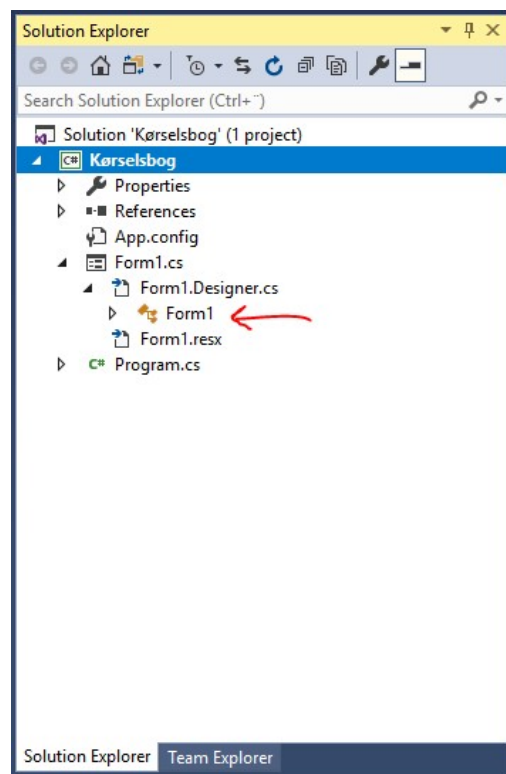 Solution Explorer
Search Solution Explorer (Ctrl+¨)
Solution 'Kørselsbog' (1 project)
C# Kørselsbog
Properties
References
App.config
Form1.cs
Form1.Designer.cs
Form1
Form1.resx
C# Program.cs
Solution Explorer Team Explorer